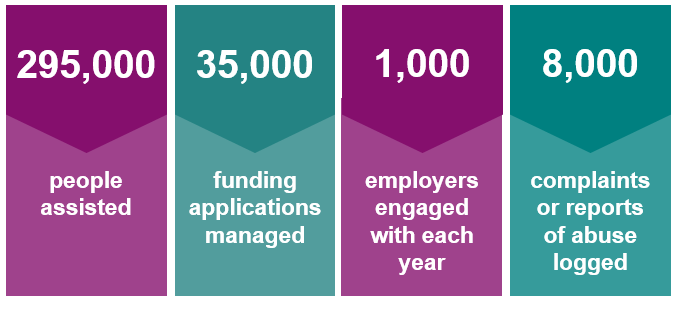 295,000
people
assisted
35,000
funding
applications
managed
1,000
employers
engaged
with each
year
8,000
complaints
or reports
of abuse
logged